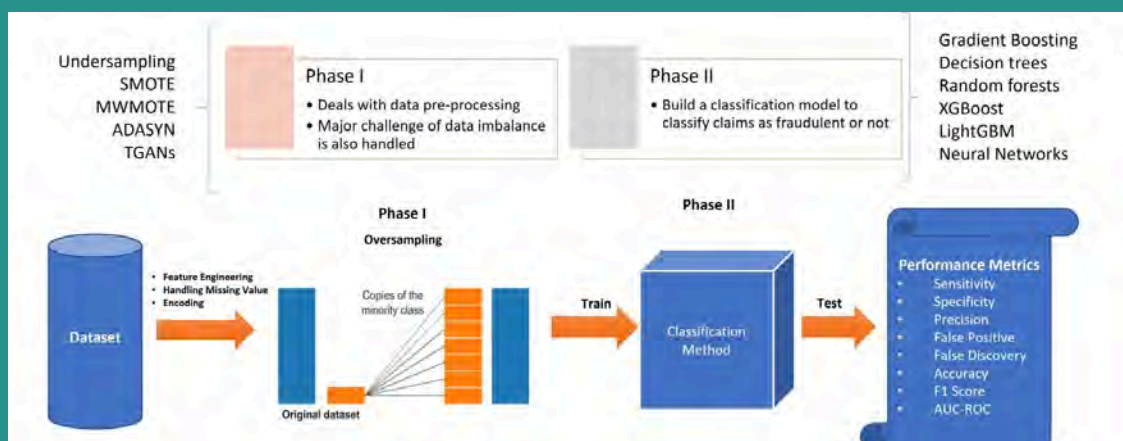 Undersampling
SMOTE
MWMOTE
ADASYN
TGANs
Phase I
• Deals with data pre-processing
• Major challenge of data imbalance
is also handled
Phase II
• Build a classification model to
classify claims as fraudulent or not
Gradient Boosting
Decision trees
Random forests
XGBoost
LightGBM
Neural Networks
Dataset
• Feature Engineering
• Handling Missing Value
• Encoding
Phase I
Oversampling
Copies of the
minority class
Original dataset
Train
Phase II
Classification
Method
Test
Performance Metrics
• Sensitivity
• Specificity
• Precision
• False Positive
• False Discovery
• Accuracy
• F1 Score
• AUC-ROC